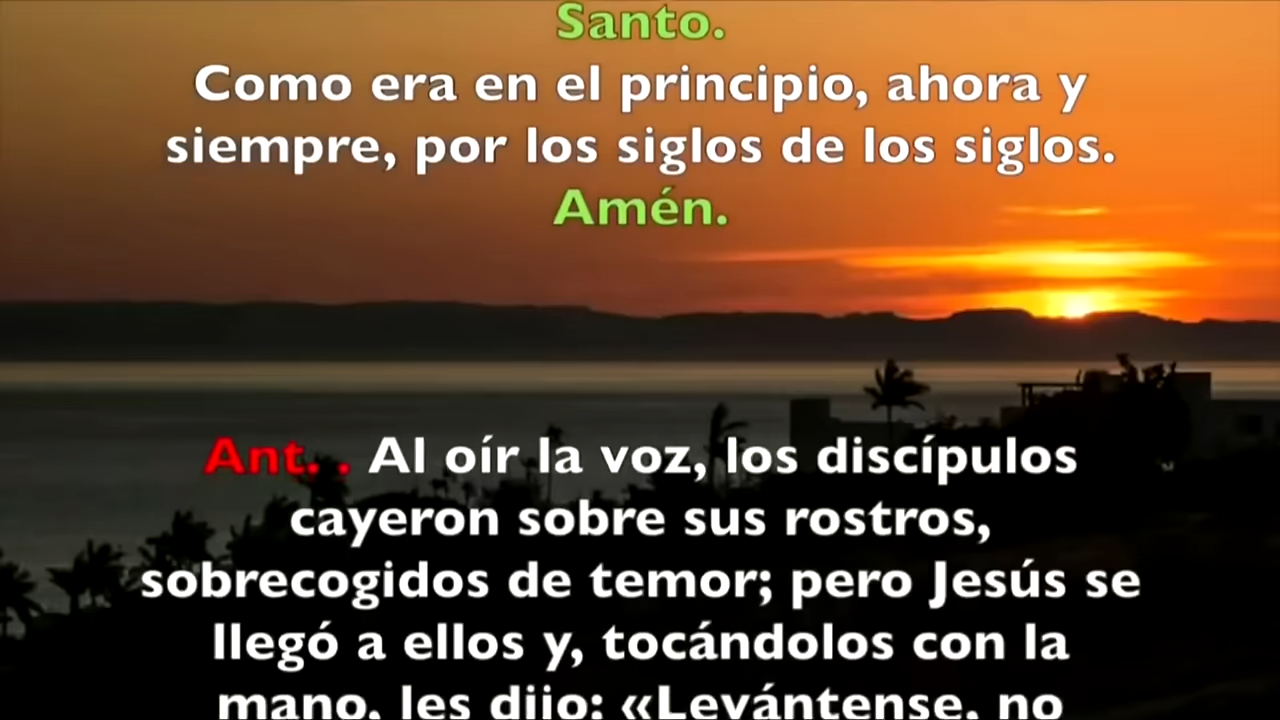 Santo.
Como era en el principio, ahora y
siempre, por los siglos de los siglos.
Amén.
Ant. . Al oír la voz, los discípulos
cayeron sobre sus rostros,
sobrecogidos de temor; pero Jesús se
llegó a ellos y, tocándolos con la
mano, les dijo: «Levántense, no